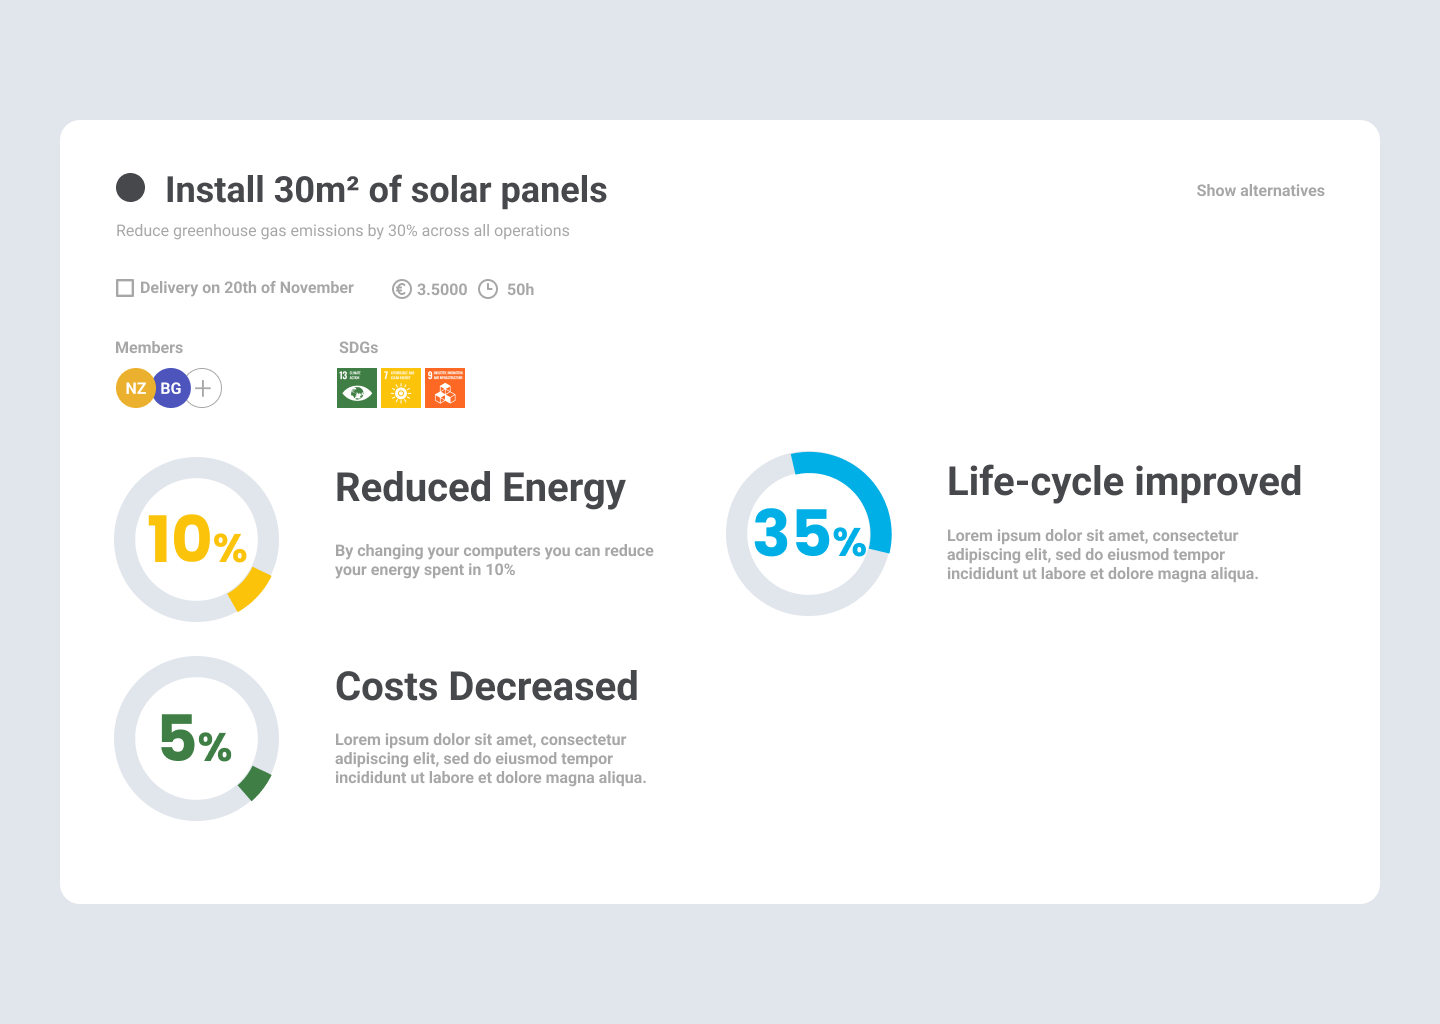 Install 30m² of solar panels
Show alternatives
Reduce greenhouse gas emissions by 30% across all operations
Delivery on 20th of November
€ 3.5000
50h
Members
SDGs
NZ
BG
13 CLIMATE ACTION
7
9
10%
Reduced Energy
By changing your computers you can reduce
your energy spent in 10%
35%
Life-cycle improved
Lorem ipsum dolor sit amet, consectetur
adipiscing elit, sed do eiusmod tempor
incididunt ut labore et dolore magna aliqua.
5%
Costs Decreased
Lorem ipsum dolor sit amet, consectetur
adipiscing elit, sed do eiusmod tempor
incididunt ut labore et dolore magna aliqua.